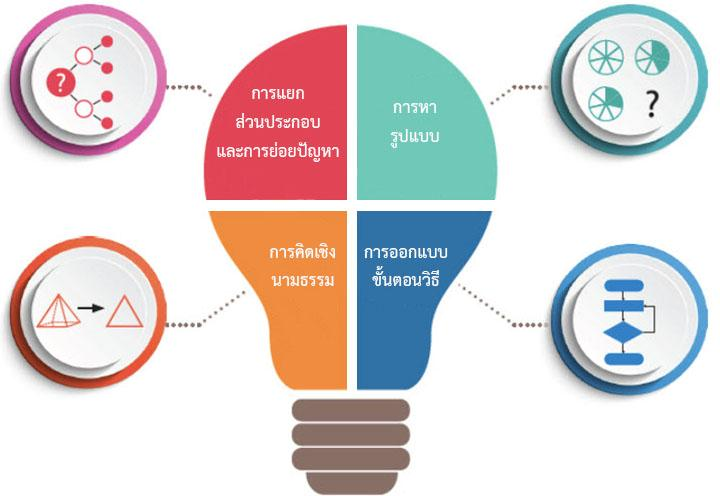 การแยก
ส่วนประกอบ
และการย่อยปัญหา
การหา
รูปแบบ
?
?
การคิดเชิง
นามธรรม
การออกแบบ
ขั้นตอนวิธี